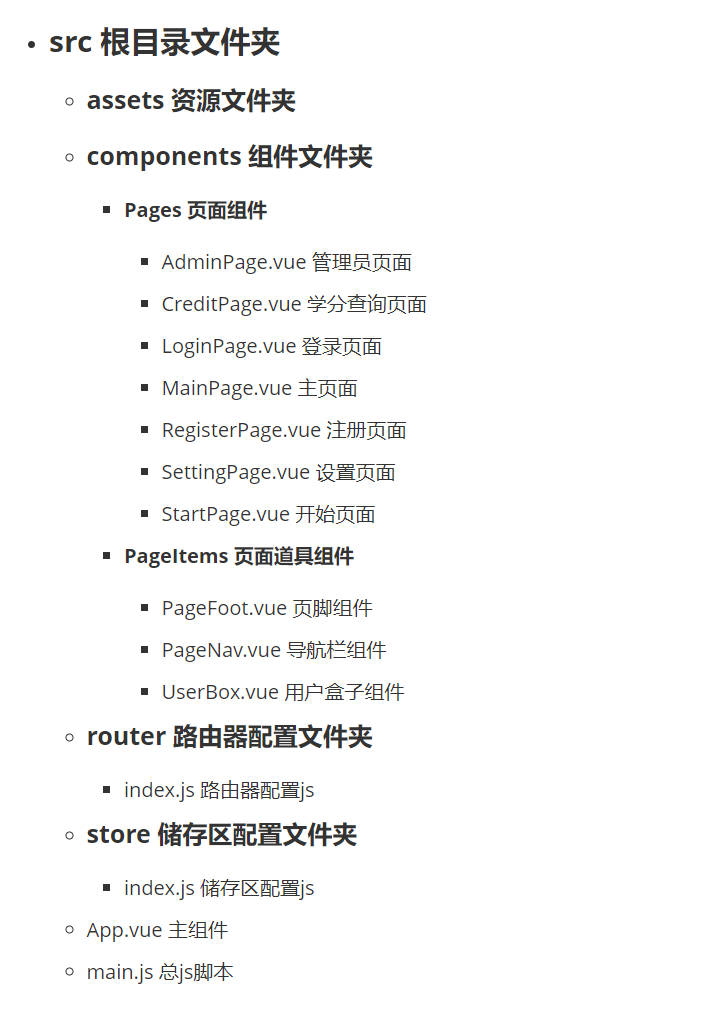 src 根目录文件夹
assets 资源文件夹
components 组件文件夹
Pages 页面组件
AdminPage.vue 管理员页面
CreditPage.vue 学分查询页面
LoginPage.vue 登录页面
MainPage.vue 主页面
RegisterPage.vue 注册页面
SettingPage.vue 设置页面
StartPage.vue 开始页面
PageItems 页面道具组件
PageFoot.vue 页脚组件
PageNav.vue 导航栏组件
UserBox.vue 用户盒子组件
router 路由器配置文件夹
index.js 路由器配置js
store 储存区配置文件夹
index.js 储存区配置js
App.vue 主组件
main.js 总js脚本